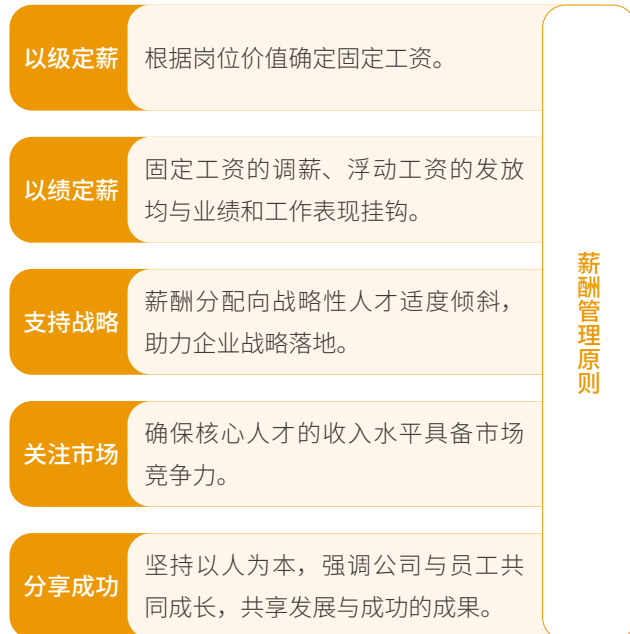 以级定薪
根据岗位价值确定固定工资。
以绩定薪
固定工资的调薪、浮动工资的发放
均与业绩和工作表现挂钩。
支持战略
薪酬分配向战略性人才适度倾斜，
助力企业战略落地。
关注市场
确保核心人才的收入水平具备市场
竞争力。
分享成功
坚持以人为本，强调公司与员工共
同成长，共享发展与成功的成果。
薪酬管理原则